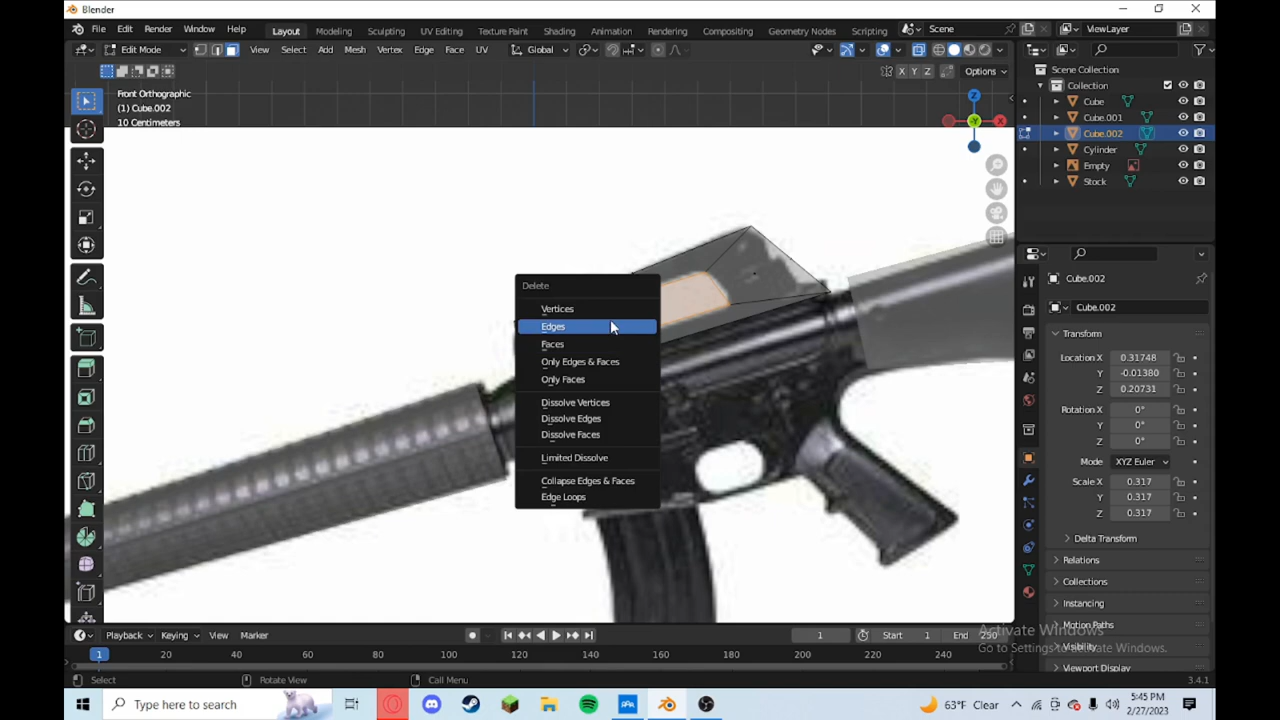 Blender
File Edit Render Window Help Layout Modeling Sculpting UV Editing Texture Paint Shading Animation Rendering Compositing Geometry Nodes Scripting Scene ViewLayer
Edit Mode View Select Add Mesh Vertex Edge Face UV Global
X Y Z Options
Front Orthographic
(1) Cube.002
10 Centimeters
Z
Y
X
Delete
Vertices
Edges
Faces
Only Edges & Faces
Only Faces
Dissolve Vertices
Dissolve Edges
Dissolve Faces
Limited Dissolve
Collapse Edges & Faces
Edge Loops
Scene Collection
Collection
Cube
Cube.001
Cube.002
Cylinder
Empty
Stock
Cube.002
Cube.002
Transform
Location X 0.31748
Y -0.01380
Z 0.20731
Rotation X 0°
Y 0°
Z 0°
Mode XYZ Euler
Scale X 0.317
Y 0.317
Z 0.317
Delta Transform
Relations
Collections
Instancing
Motion Paths
Visibility
Viewport Display
Activate Windows
Go to Settings to activate Windows.
Playback Keying View Marker 1 Start 1 End 250
1 20 40 60 80 100 120 140 160 180 200 220 240
Select Rotate View Call Menu 3.4.1
Type here to search 63°F Clear 5:45 PM
2/27/2023